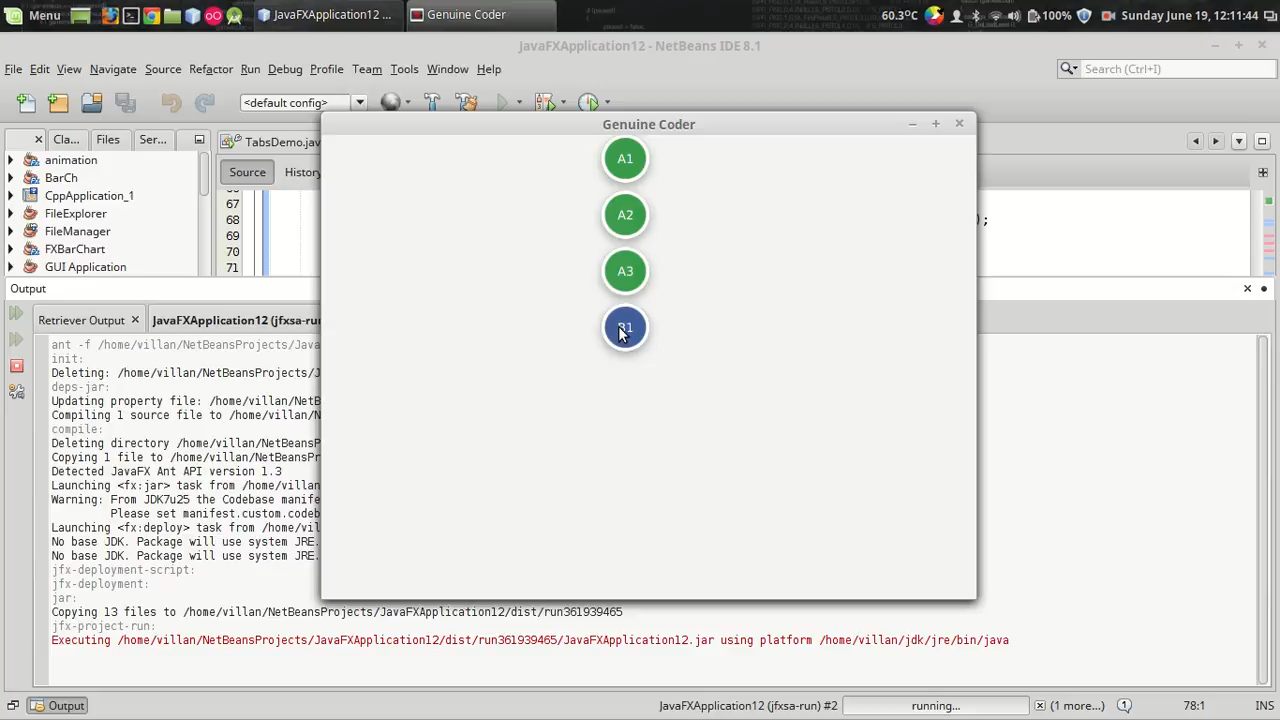 Menu
JavaFXApplication12 ...
Genuine Coder
60.3°C
100%
Sunday June 19, 12:11:44
JavaFXApplication12 - NetBeans IDE 8.1
File Edit View Navigate Source Refactor Run Debug Profile Team Tools Window Help
Search (Ctrl+I)
<default config>
Cla... Files Ser...
TabsDemo.jav
Genuine Coder
Source History
animation
BarCh
CppApplication_1
FileExplorer
FileManager
FXBarChart
GUI Application
67
68
69
70
71
);
A1
A2
A3
Output
Retriever Output
JavaFXApplication12 (jfxsa-run
ant -f /home/villan/NetBeansProjects/Java
init:
Deleting: /home/villan/NetBeansProjects/J
deps-jar:
Updating property file: /home/villan/NetB
Compiling 1 source file to /home/villan/N
compile:
Deleting directory /home/villan/NetBeansP
Copying 1 file to /home/villan/NetBeansPr
Detected JavaFX Ant API version 1.3
Launching <fx:jar> task from /home/villan
Warning: From JDK7u25 the Codebase manife
Please set manifest.custom.codeb
Launching <fx:deploy> task from /home/vil
No base JDK. Package will use system JRE.
No base JDK. Package will use system JRE.
jfx-deployment-script:
jfx-deployment:
jar:
Copying 13 files to /home/villan/NetBeansProjects/JavaFXApplication12/dist/run361939465
jfx-project-run:
Executing /home/villan/NetBeansProjects/JavaFXApplication12/dist/run361939465/JavaFXApplication12.jar using platform /home/villan/jdk/jre/bin/java
Output
JavaFXApplication12 (jfxsa-run) #2
running...
(1 more...)
1
78:1
INS